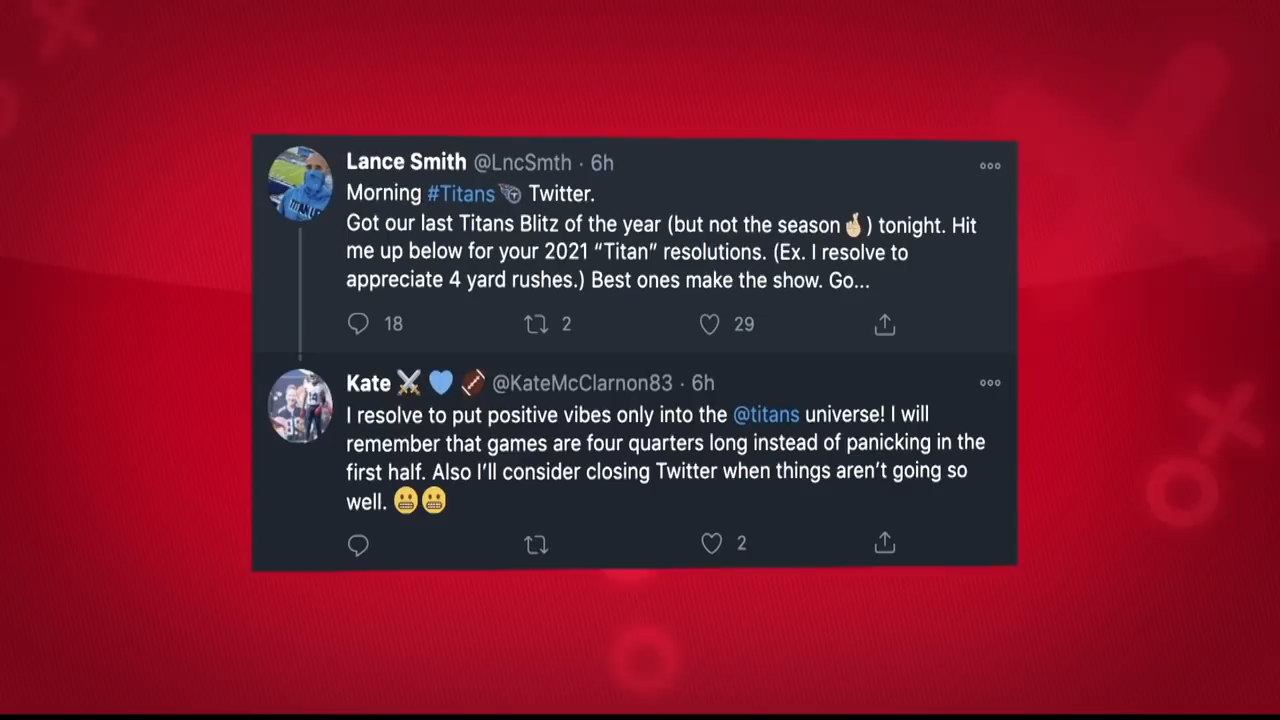 Lance Smith @LncSmth · 6h
Morning #Titans Twitter.
Got our last Titans Blitz of the year (but not the season🤞🏼) tonight. Hit
me up below for your 2021 “Titan” resolutions. (Ex. I resolve to
appreciate 4 yard rushes.) Best ones make the show. Go...
18 2 29
Kate ⚔️ 💙 🏈 @KateMcClarnon83 · 6h
I resolve to put positive vibes only into the @titans universe! I will
remember that games are four quarters long instead of panicking in the
first half. Also I’ll consider closing Twitter when things aren’t going so
well. 😬😬
2